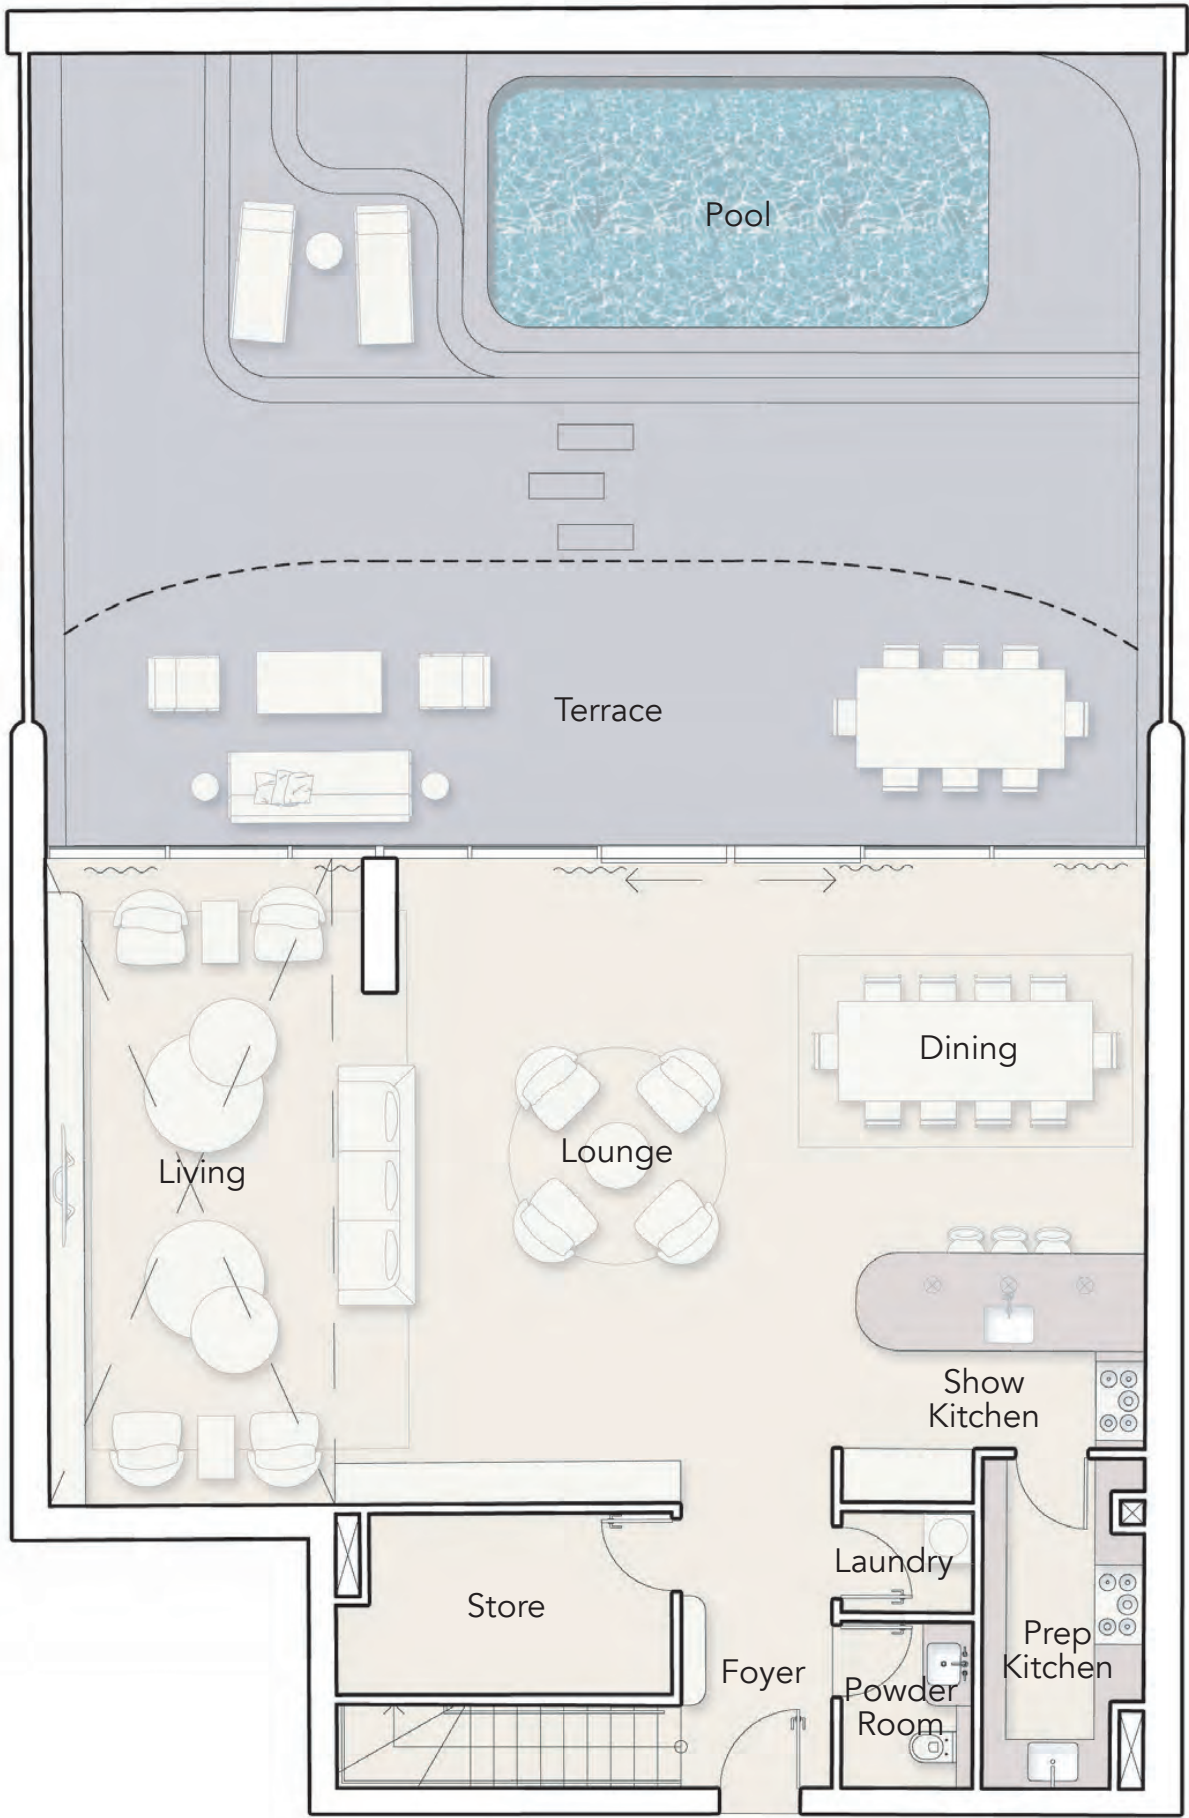 Pool
Terrace
Dining
Lounge
Living
Show
Kitchen
Laundry
Store
Prep
Kitchen
Foyer
Powder
Room